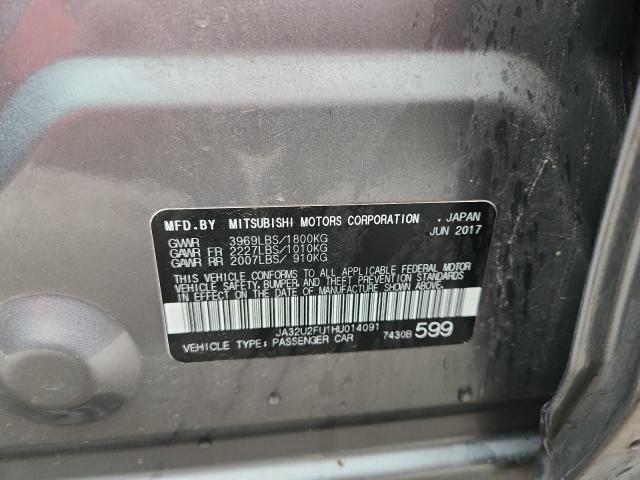 MFD.BY MITSUBISHI MOTORS CORPORATION . JAPAN
JUN 2017
GVWR 3969LBS/1800KG
GAWR FR 2227LBS/1010KG
GAWR RR 2007LBS/ 910KG
THIS VEHICLE CONFORMS TO ALL APPLICABLE FEDERAL MOTOR
VEHICLE SAFETY, BUMPER, AND THEFT PREVENTION STANDARDS
IN EFFECT ON THE DATE OF MANUFACTURE SHOWN ABOVE.
JA32U2FU1HU014091
VEHICLE TYPE: PASSENGER CAR 7430B 599